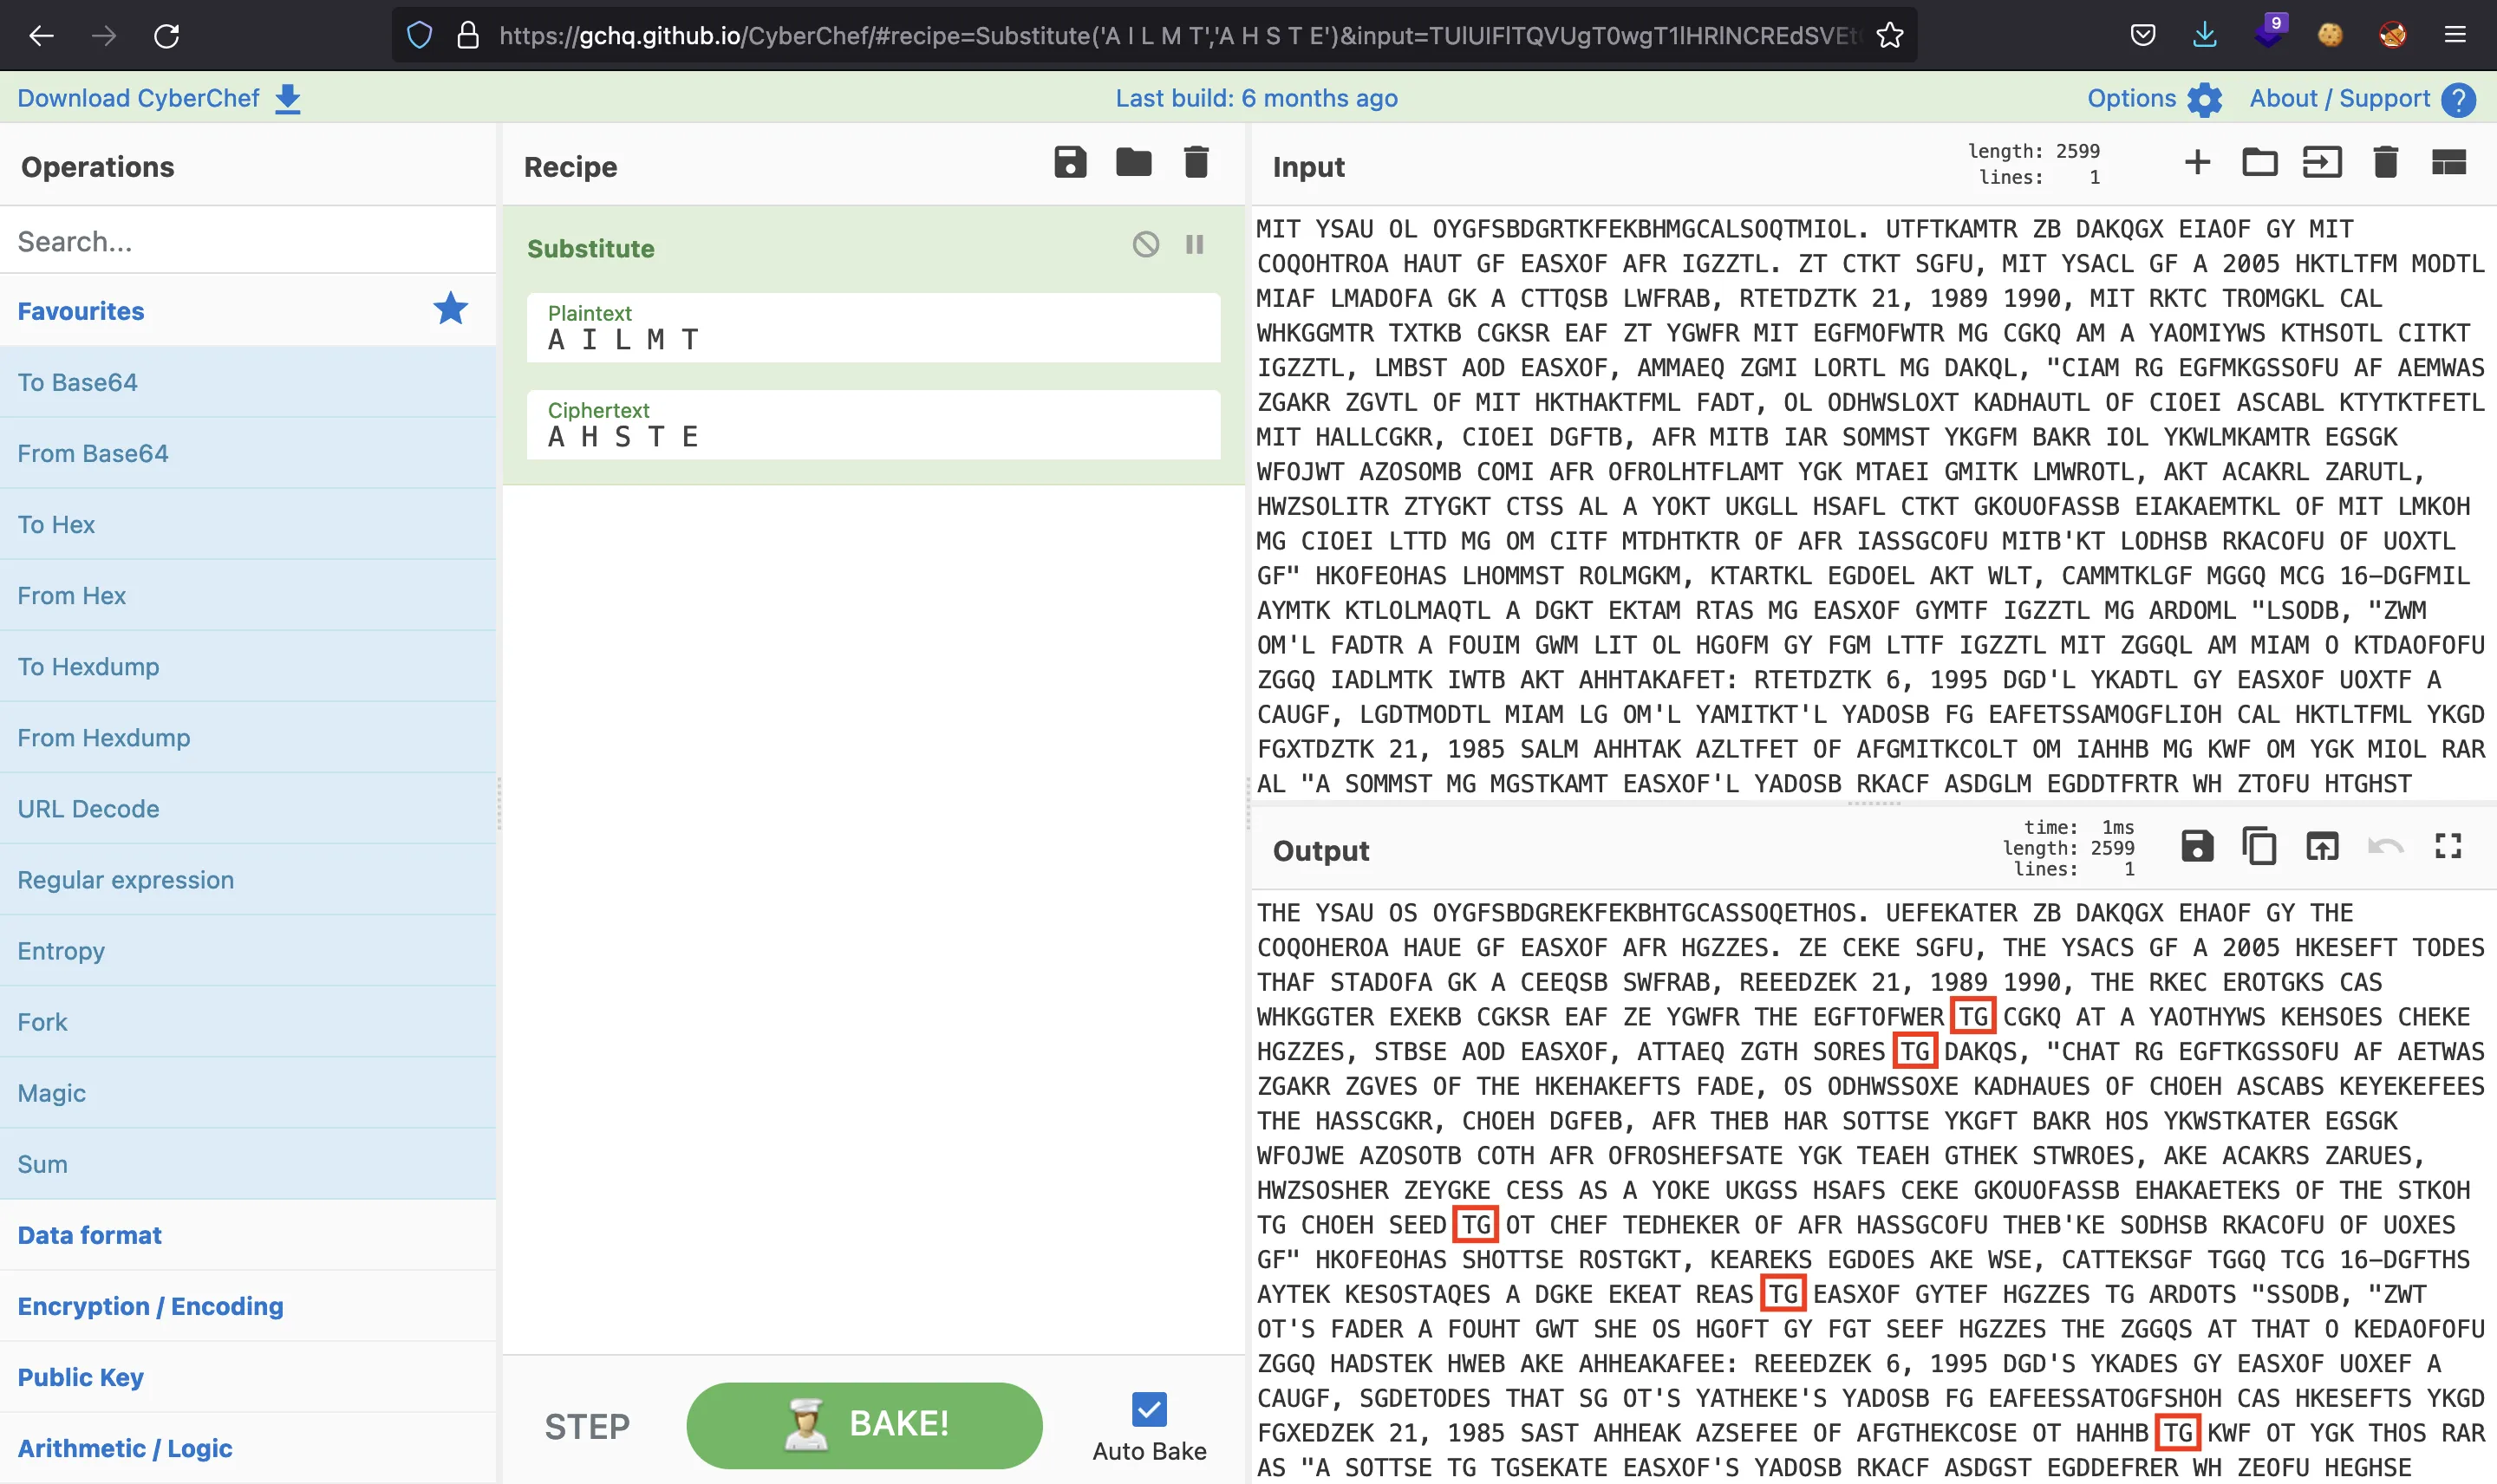 https://gchq.github.io/CyberChef/#recipe=Substitute('A I L M T','A H S T E')&input=TUlUIFlTQVUgT0wgT1lHRlNCREdSVEt
9
Download CyberChef
Last build: 6 months ago
Options
About / Support
Operations
Search...
Favourites
To Base64
From Base64
To Hex
From Hex
To Hexdump
From Hexdump
URL Decode
Regular expression
Entropy
Fork
Magic
Sum
Data format
Encryption / Encoding
Public Key
Arithmetic / Logic
Recipe
Substitute
Plaintext
A I L M T
Ciphertext
A H S T E
STEP
BAKE!
Auto Bake
Input
length: 2599
lines: 1
MIT YSAU OL OYGFSBDGRTKFEKBHMGCALSOQTMIOL. UTFTKAMTR ZB DAKQGX EIAOF GY MIT
COQOHTROA HAUT GF EASXOF AFR IGZZTL. ZT CTKT SGFU, MIT YSACL GF A 2005 HKTLTFM MODTL
MIAF LMADOFA GK A CTTQSB LWFRAB, RTETDZTK 21, 1989 1990, MIT RKTC TROMGKL CAL
WHKGGMTR TXTKB CGKSR EAF ZT YGWFR MIT EGFMOFWTR MG CGKQ AM A YAOMIYWS KTHSOTL CITKT
IGZZTL, LMBST AOD EASXOF, AMMAEQ ZGMI LORTL MG DAKQL, "CIAM RG EGFMKGSSOFU AF AEMWAS
ZGAKR ZGVTL OF MIT HKTHAKTFML FADT, OL ODHWSLOXT KADHAUTL OF CIOEI ASCABL KTYTKTFETL
MIT HALLCGKR, CIOEI DGFTB, AFR MITB IAR SOMMST YKGFM BAKR IOL YKWLMKAMTR EGSGK
WFOJWT AZOSOMB COMI AFR OFROLHTFLAMT YGK MTAEI GMITK LMWROTL, AKT ACAKRL ZARUTL,
HWZSOLITR ZTYGKT CTSS AL A YOKT UKGLL HSAFL CTKT GKOUOFASSB EIAKAEMTKL OF MIT LMKOH
MG CIOEI LTTD MG OM CITF MTDHTKTR OF AFR IASSGCOFU MITB'KT LODHSB RKACOFU OF UOXTL
GF" HKOFEOHAS LHOMMST ROLMGKM, KTARTKL EGDOEL AKT WLT, CAMMTKLGF MGGQ MCG 16–DGFMIL
AYMTK KTLOLMAQTL A DGKT EKTAM RTAS MG EASXOF GYMTF IGZZTL MG ARDOML "LSODB, "ZWM
OM'L FADTR A FOUIM GWM LIT OL HGOFM GY FGM LTTF IGZZTL MIT ZGGQL AM MIAM O KTDAOFOFU
ZGGQ IADLMTK IWTB AKT AHHTAKAFET: RTETDZTK 6, 1995 DGD'L YKADTL GY EASXOF UOXTF A
CAUGF, LGDTMODTL MIAM LG OM'L YAMITKT'L YADOSB FG EAFETSSAMOGFLIOH CAL HKTLTFML YKGD
FGXTDZTK 21, 1985 SALM AHHTAK AZLTFET OF AFGMITKCOLT OM IAHHB MG KWF OM YGK MIOL RAR
AL "A SOMMST MG MGSTKAMT EASXOF'L YADOSB RKACF ASDGLM EGDDTFRTR WH ZTOFU HTGHST
Output
time: 1ms
length: 2599
lines: 1
THE YSAU OS OYGFSBDGREKFEKBHTGCASSOQETHOS. UEFEKATER ZB DAKQGX EHAOF GY THE
COQOHEROA HAUE GF EASXOF AFR HGZZES. ZE CEKE SGFU, THE YSACS GF A 2005 HKESEFT TODES
THAF STADOFA GK A CEEQSB SWFRAB, REEEDZEK 21, 1989 1990, THE RKEC EROTGKS CAS
WHKGGTER EXEKB CGKSR EAF ZE YGWFR THE EGFTOFWER TG CGKQ AT A YAOTHYWS KEHSOES CHEKE
HGZZES, STBSE AOD EASXOF, ATTAEQ ZGTH SORES TG DAKQS, "CHAT RG EGFTKGSSOFU AF AETWAS
ZGAKR ZGVES OF THE HKEHAKEFTS FADE, OS ODHWSSOXE KADHAUES OF CHOEH ASCABS KEYEKEFEES
THE HASSCGKR, CHOEH DGFEB, AFR THEB HAR SOTTSE YKGFT BAKR HOS YKWSTKATER EGSGK
WFOJWE AZOSOTB COTH AFR OFROSHEFSATE YGK TEAEH GTHEK STWROES, AKE ACAKRS ZARUES,
HWZSOSHER ZEYGKE CESS AS A YOKE UKGSS HSAFS CEKE GKOUOFASSB EHAKAETEKS OF THE STKOH
TG CHOEH SEED TG OT CHEF TEDHEKER OF AFR HASSGCOFU THEB'KE SODHSB RKACOFU OF UOXES
GF" HKOFEOHAS SHOTTSE ROSTGKT, KEAREKS EGDOES AKE WSE, CATTEKSGF TGGQ TCG 16–DGFTHS
AYTEK KESOSTAQES A DGKE EKEAT REAS TG EASXOF GYTEF HGZZES TG ARDOTS "SSODB, "ZWT
OT'S FADER A FOUHT GWT SHE OS HGOFT GY FGT SEEF HGZZES THE ZGGQS AT THAT O KEDAOFOFU
ZGGQ HADSTEK HWEB AKE AHHEAKAFEE: REEEDZEK 6, 1995 DGD'S YKADES GY EASXOF UOXEF A
CAUGF, SGDETODES THAT SG OT'S YATHEKE'S YADOSB FG EAFEESSATOGFSHOH CAS HKESEFTS YKGD
FGXEDZEK 21, 1985 SAST AHHEAK AZSEFEE OF AFGTHEKCOSE OT HAHHB TG KWF OT YGK THOS RAR
AS "A SOTTSE TG TGSEKATE EASXOF'S YADOSB RKACF ASDGST EGDDEFRER WH ZEOFU HEGHSE